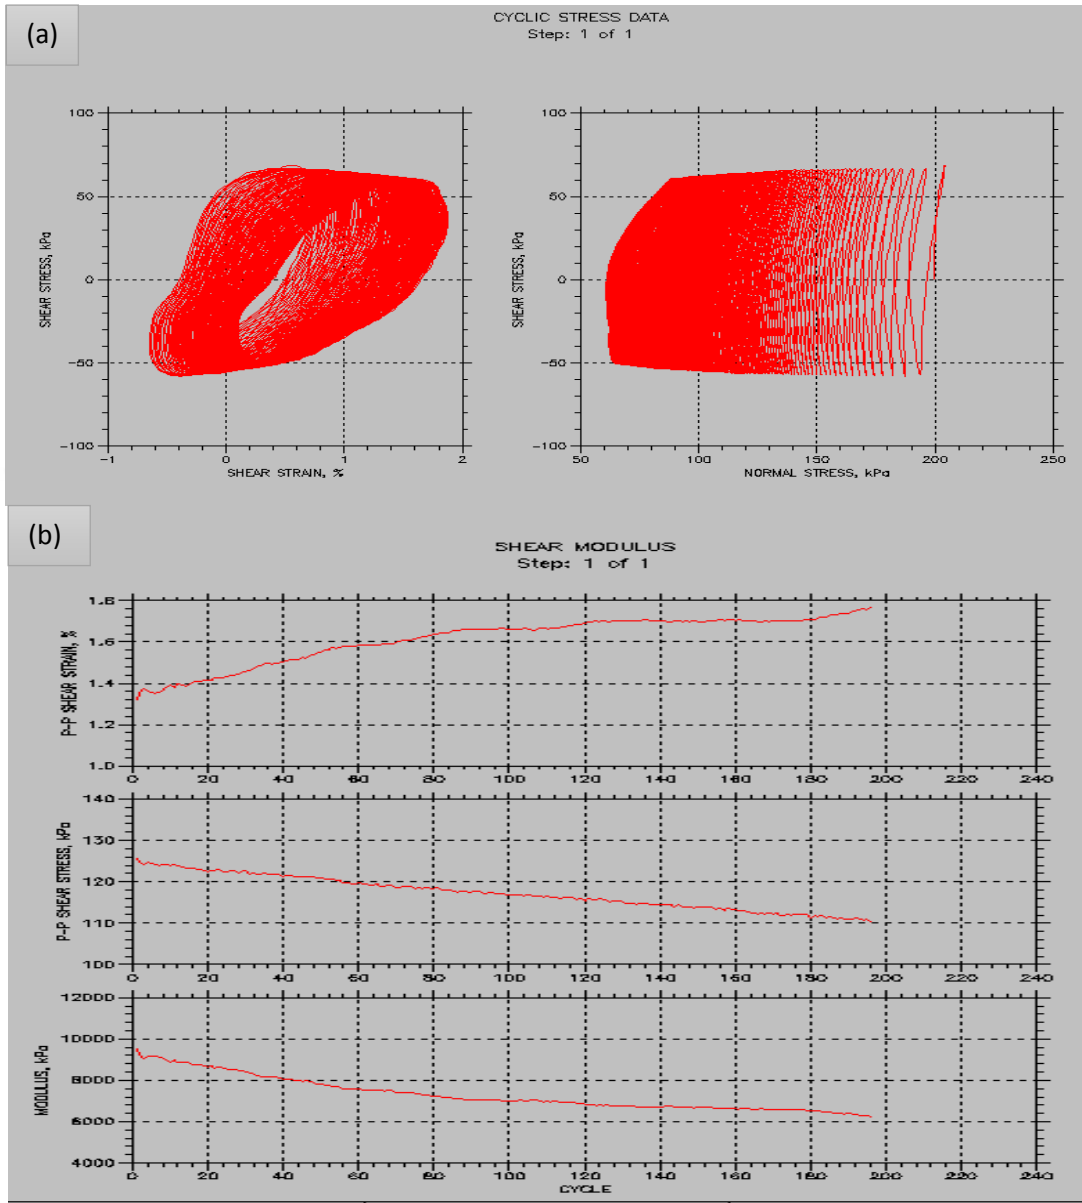 (a)
CYCLIC STRESS DATA
Step: 1 of 1
SHEAR STRESS, kPa
100
50
0
-50
-100
-1 0 1 2
SHEAR STRAIN, %
SHEAR STRESS, kPa
100
50
0
-50
-100
50 100 150 200 250
NORMAL STRESS, kPa
(b)
SHEAR MODULUS
Step: 1 of 1
P-P SHEAR STRAIN, %
1.8
1.6
1.4
1.2
1.0
0 20 40 60 80 100 120 140 160 180 200 220 240
P-P SHEAR STRESS, kPa
140
130
120
110
100
0 20 40 60 80 100 120 140 160 180 200 220 240
MODULUS, kPa
12000
10000
8000
6000
4000
0 20 40 60 80 100 120 140 160 180 200 220 240
CYCLE